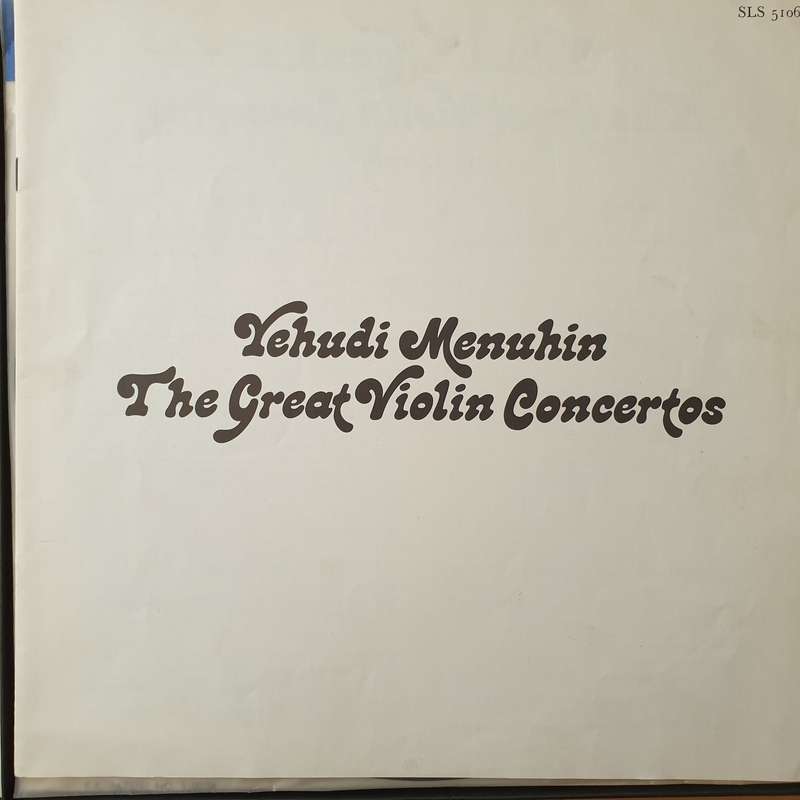 SLS 5106
Yehudi Menuhin
The Great Violin Concertos